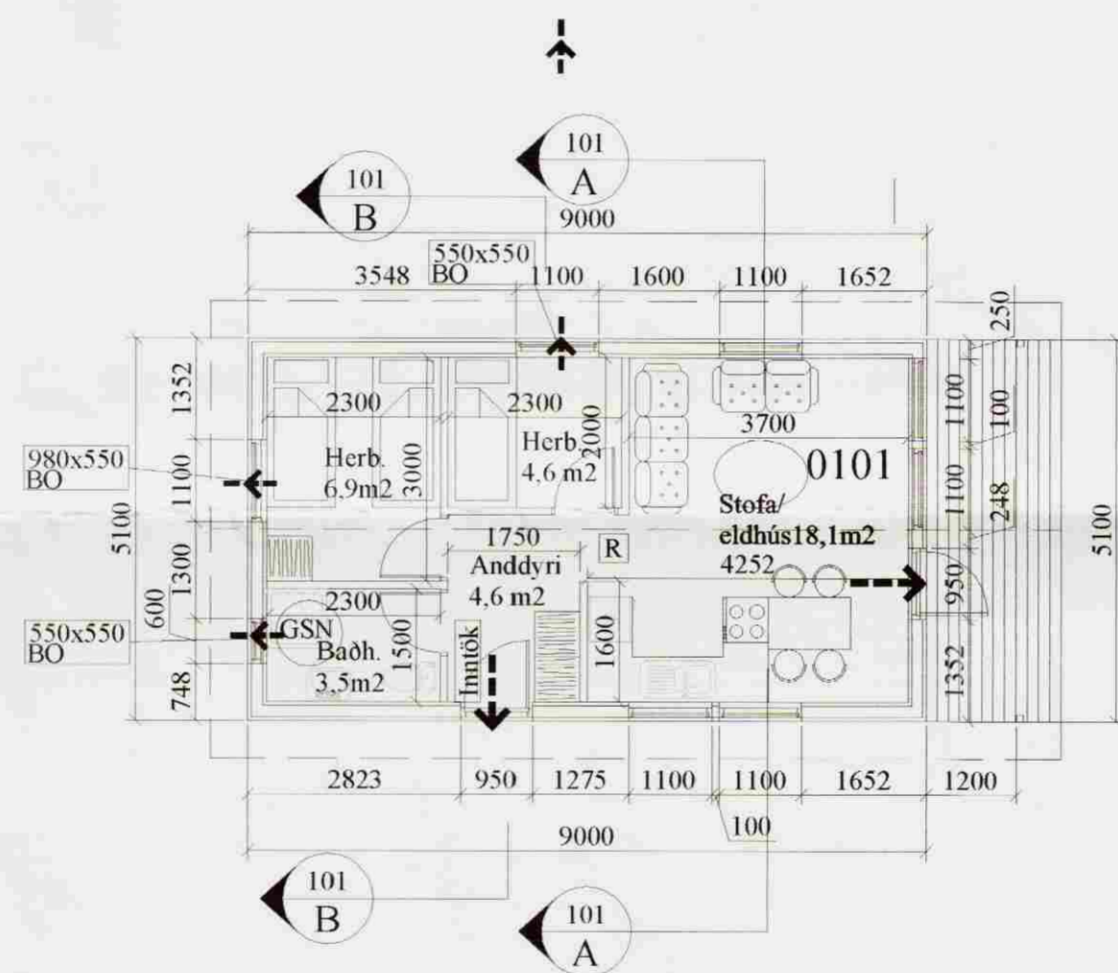 101
A
101
B
9000
550x550
BO
3548
1100
1600
1100
1652
250
1352
1100
100
2300
2300
2000
3700
Herb.
6,9m2
3000
Herb.
4,6 m2
0101
980x550
BO
1100
1100
248
5100
Stofa/
eldhús18,1m2
4252
5100
1750
R
Anddyri
4,6 m2
1300
950
600
2300
550x550
BO
GSN
Baðh.
3,5m2
1500
Inntök
1600
1352
748
2823
950
1275
1100
1100
1652
1200
100
9000
101
B
101
A